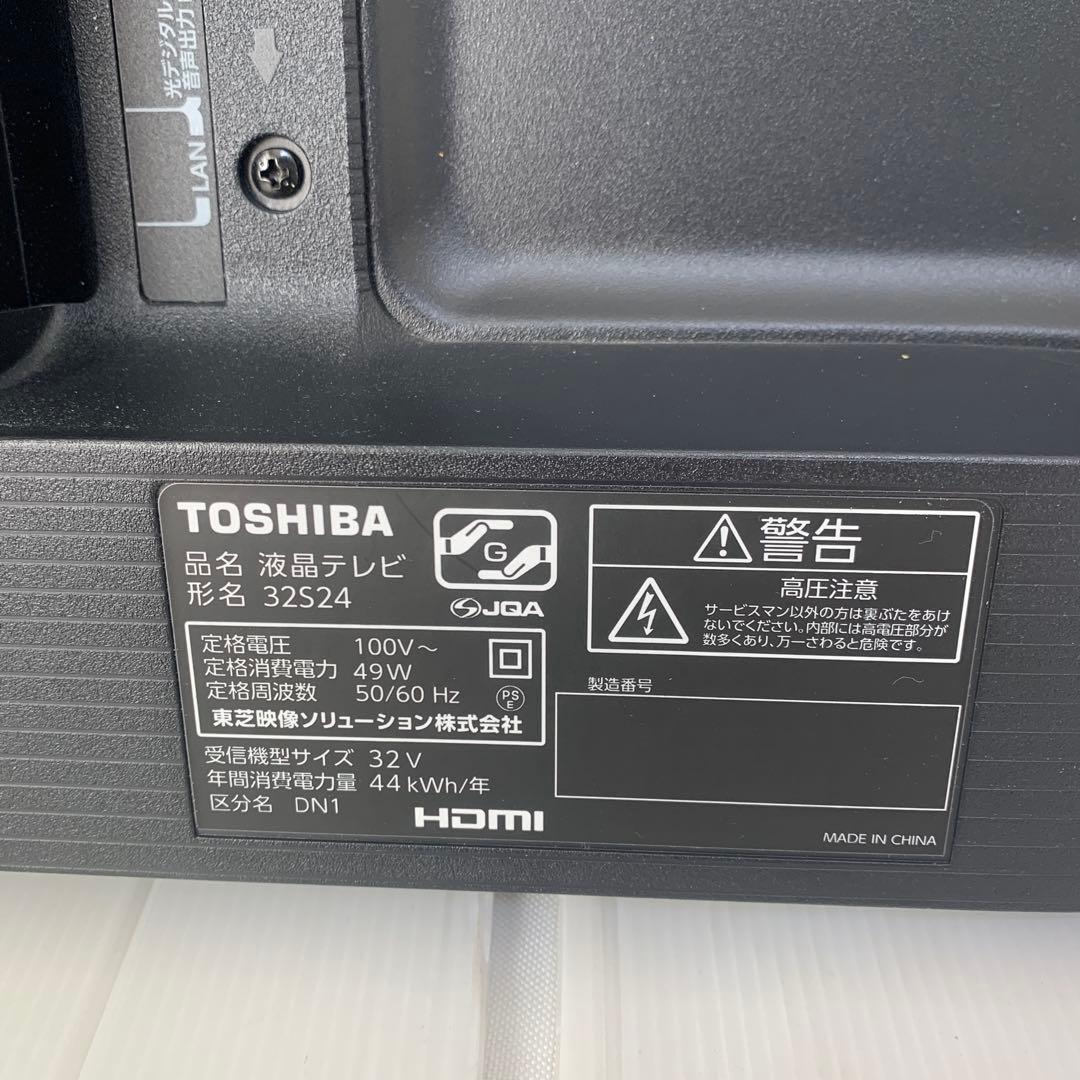 光デジタル
音声出力
LAN
TOSHIBA
品名 液晶テレビ
形名 32S24
G
JQA
定格電圧 100V～
定格消費電力 49W
定格周波数 50/60 Hz
PS
E
東芝映像ソリューション株式会社
受信機型サイズ 32V
年間消費電力量 44kWh/年
区分名 DN1
HDMI
警告
高圧注意
サービスマン以外の方は裏ぶたをあけ
ないでください。内部には高電圧部分が
数多くあり、万一さわると危険です。
製造番号
MADE IN CHINA